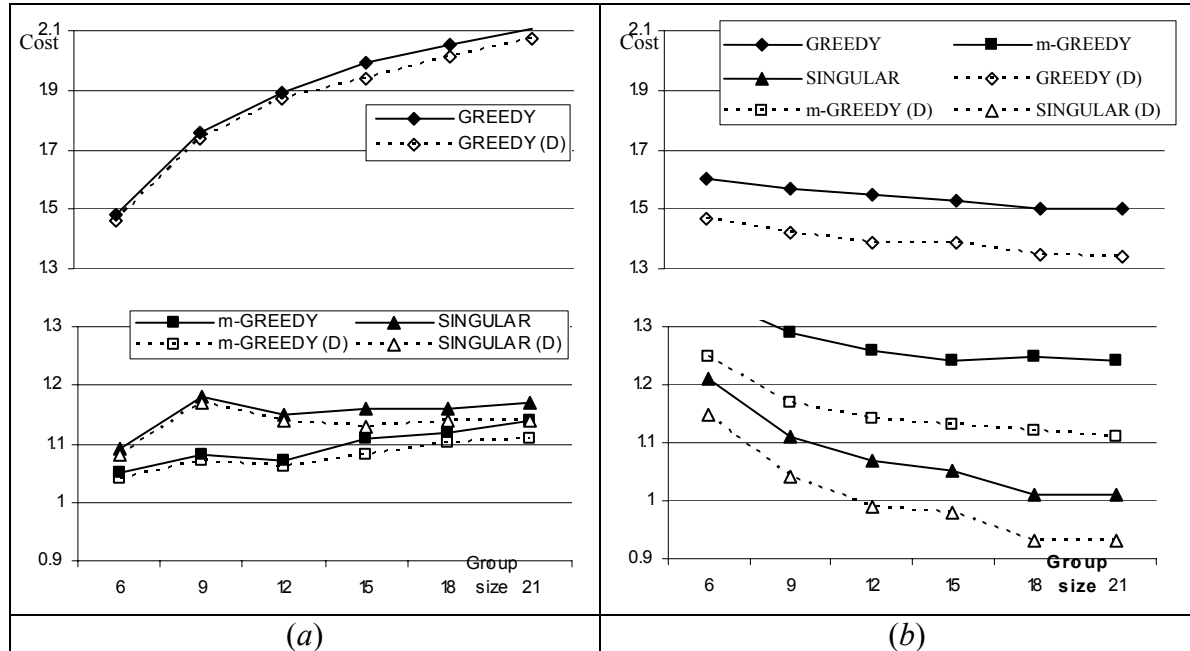 2.1
Cost
1.9
1.7
1.5
1.3
GREEDY
GREEDY (D)
m-GREEDY
SINGULAR
m-GREEDY (D)
SINGULAR (D)
1.3
1.2
1.1
1
0.9
Group
size
6 9 12 15 18 21
(a)
2.1
Cost
1.9
1.7
1.5
1.3
GREEDY
m-GREEDY
SINGULAR
GREEDY (D)
m-GREEDY (D)
SINGULAR (D)
1.3
1.2
1.1
1
0.9
Group
size
6 9 12 15 18 21
(b)